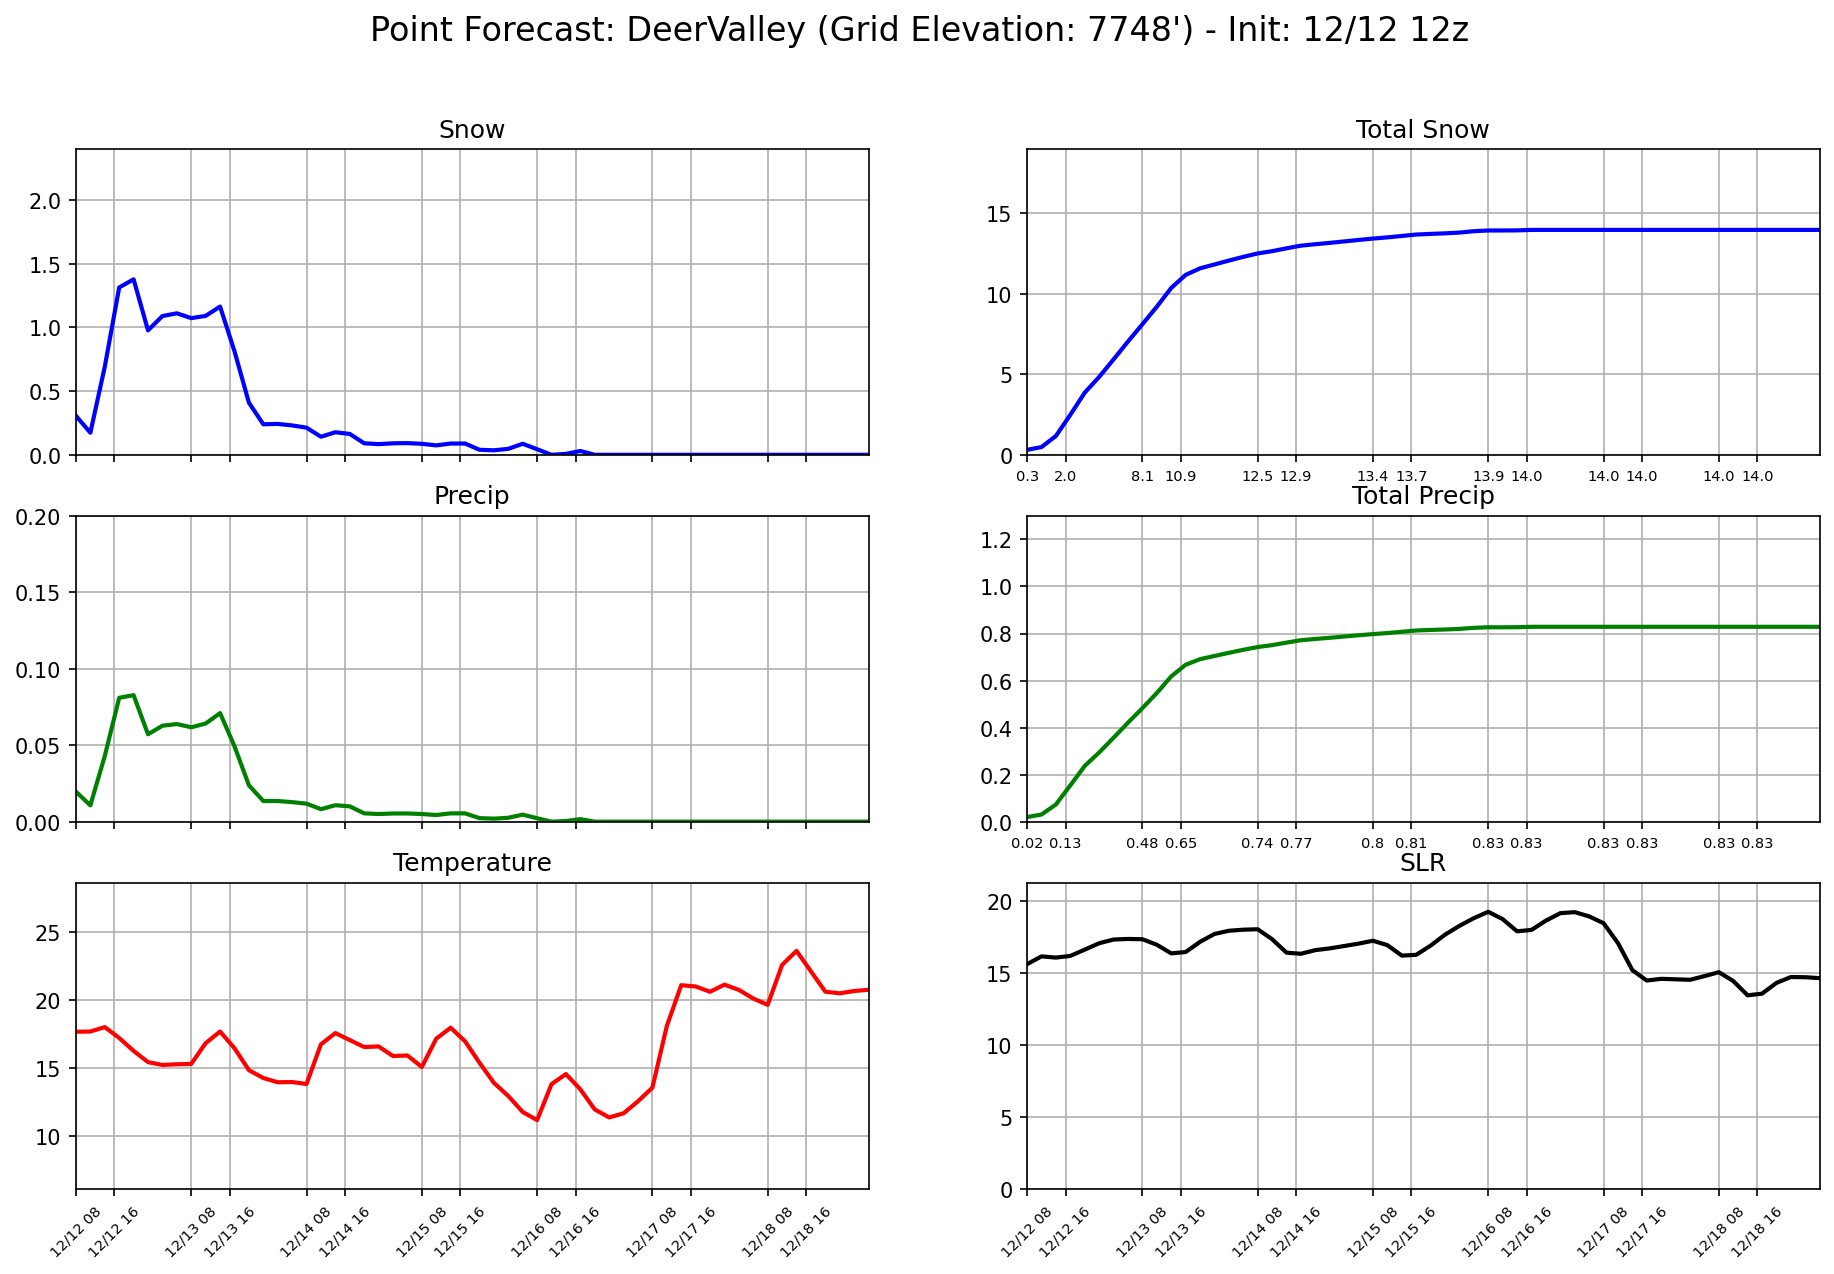 Point Forecast: DeerValley (Grid Elevation: 7748') - Init: 12/12 12z
Snow
2.0
1.5
1.0
0.5
0.0
Total Snow
15
10
5
0
0.3 2.0 8.1 10.9 12.5 12.9 13.4 13.7 13.9 14.0 14.0 14.0 14.0 14.0
Precip
0.20
0.15
0.10
0.05
0.00
Total Precip
1.2
1.0
0.8
0.6
0.4
0.2
0.0
0.02 0.13 0.48 0.65 0.74 0.77 0.8 0.81 0.83 0.83 0.83 0.83 0.83 0.83
Temperature
25
20
15
10
12/12 08 12/12 16 12/13 08 12/13 16 12/14 08 12/14 16 12/15 08 12/15 16 12/16 08 12/16 16 12/17 08 12/17 16 12/18 08 12/18 16
SLR
20
15
10
5
0
12/12 08 12/12 16 12/13 08 12/13 16 12/14 08 12/14 16 12/15 08 12/15 16 12/16 08 12/16 16 12/17 08 12/17 16 12/18 08 12/18 16